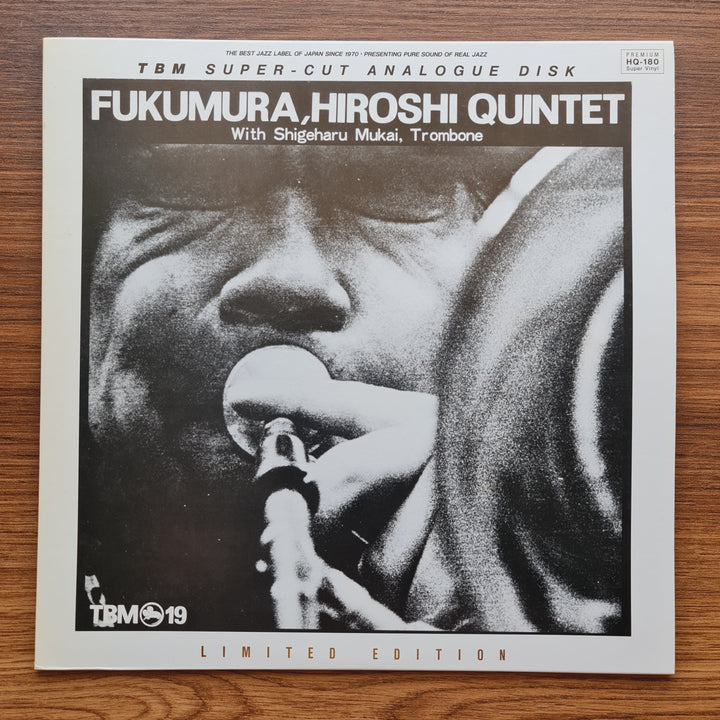 THE BEST JAZZ LABEL OF JAPAN SINCE 1970 • PRESENTING PURE SOUND OF REAL JAZZ
PREMIUM
HQ-180
Super Vinyl
TBM SUPER-CUT ANALOGUE DISK
FUKUMURA,HIROSHI QUINTET
With Shigeharu Mukai, Trombone
TBM 19
LIMITED EDITION